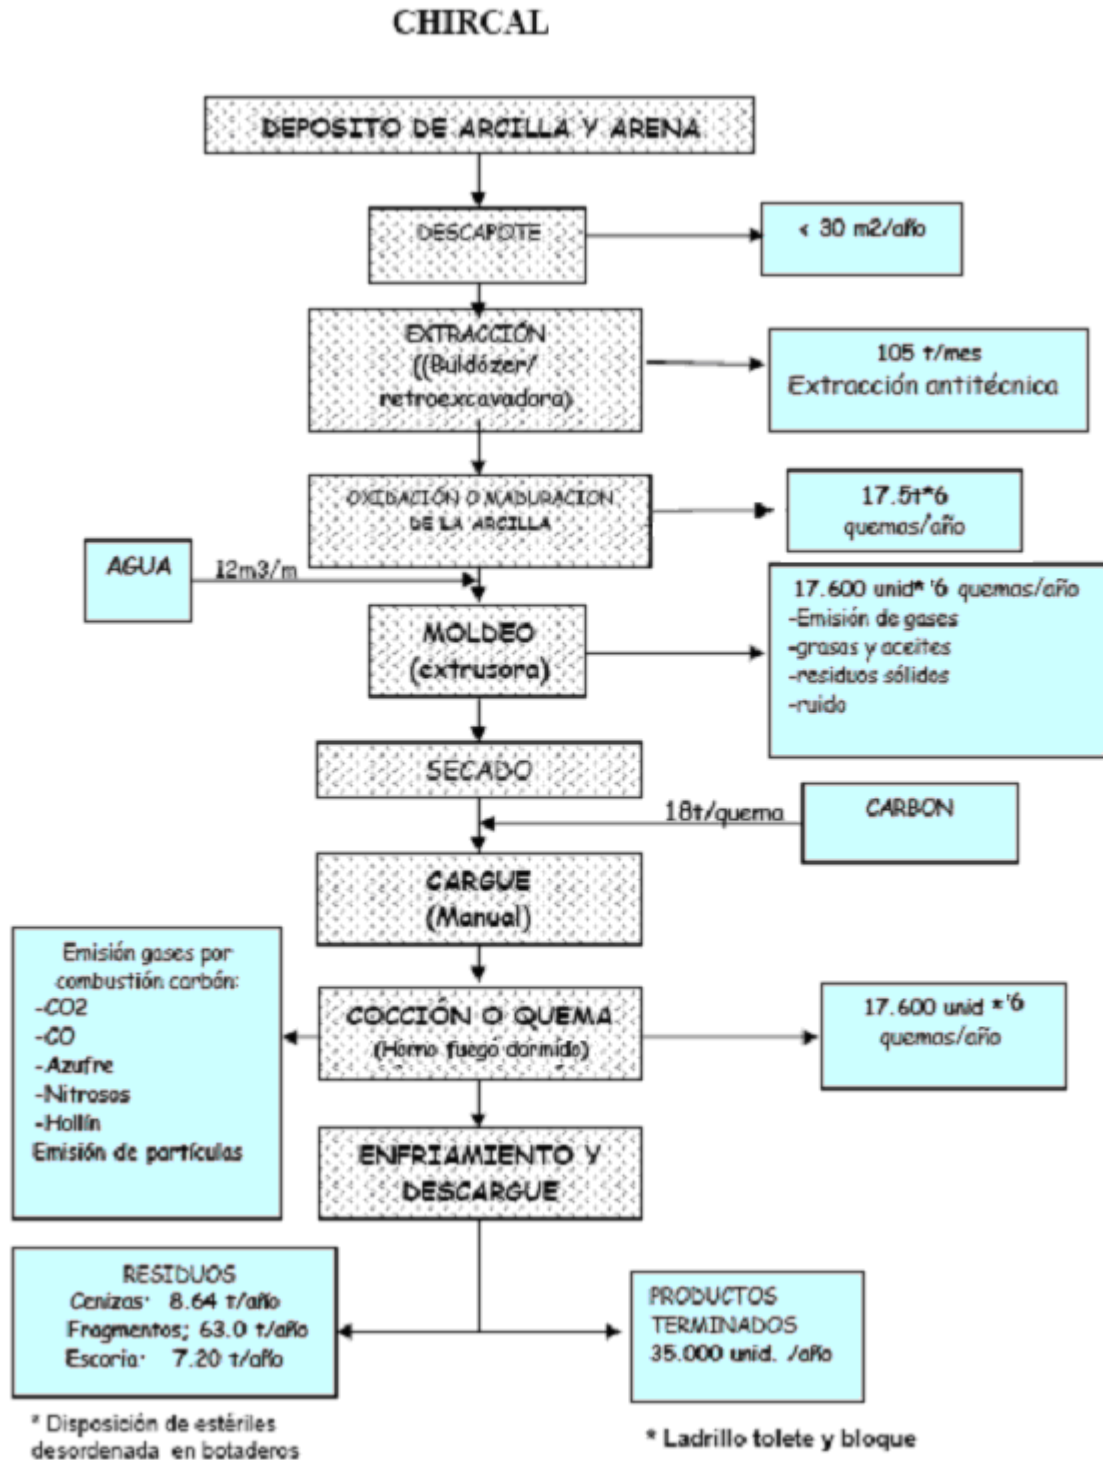 CHIRCAL
DEPOSITO DE ARCILLA Y ARENA
DESCAPOTE
< 30 m2/año
EXTRACCIÓN
((Buldózer/
retroexcavadora)
105 t/mes
Extracción antitécnica
OXIDACIÓN O MADURACION
DE LA ARCILLA
17.5t*6
quemas/año
AGUA
12m3/m
MOLDEO
(extrusora)
17.600 unid*'6 quemas/año
-Emisión de gases
-grasas y aceites
-residuos sólidos
-ruido
SECADO
18t/quema
CARBON
CARGUE
(Manual)
Emisión gases por
combustión carbón:
-CO2
-CO
-Azufre
-Nitrosos
-Hollín
Emisión de partículas
COCCIÓN O QUEMA
(Horno fuego dormido)
17.600 unid *'6
quemas/año
ENFRIAMIENTO Y
DESCARGUE
RESIDUOS
Cenizas· 8.64 t/año
Fragmentos; 63.0 t/año
Escoria· 7.20 t/año
PRODUCTOS
TERMINADOS
35.000 unid. /año
* Disposición de estériles
desordenada en botaderos
* Ladrillo tolete y bloque